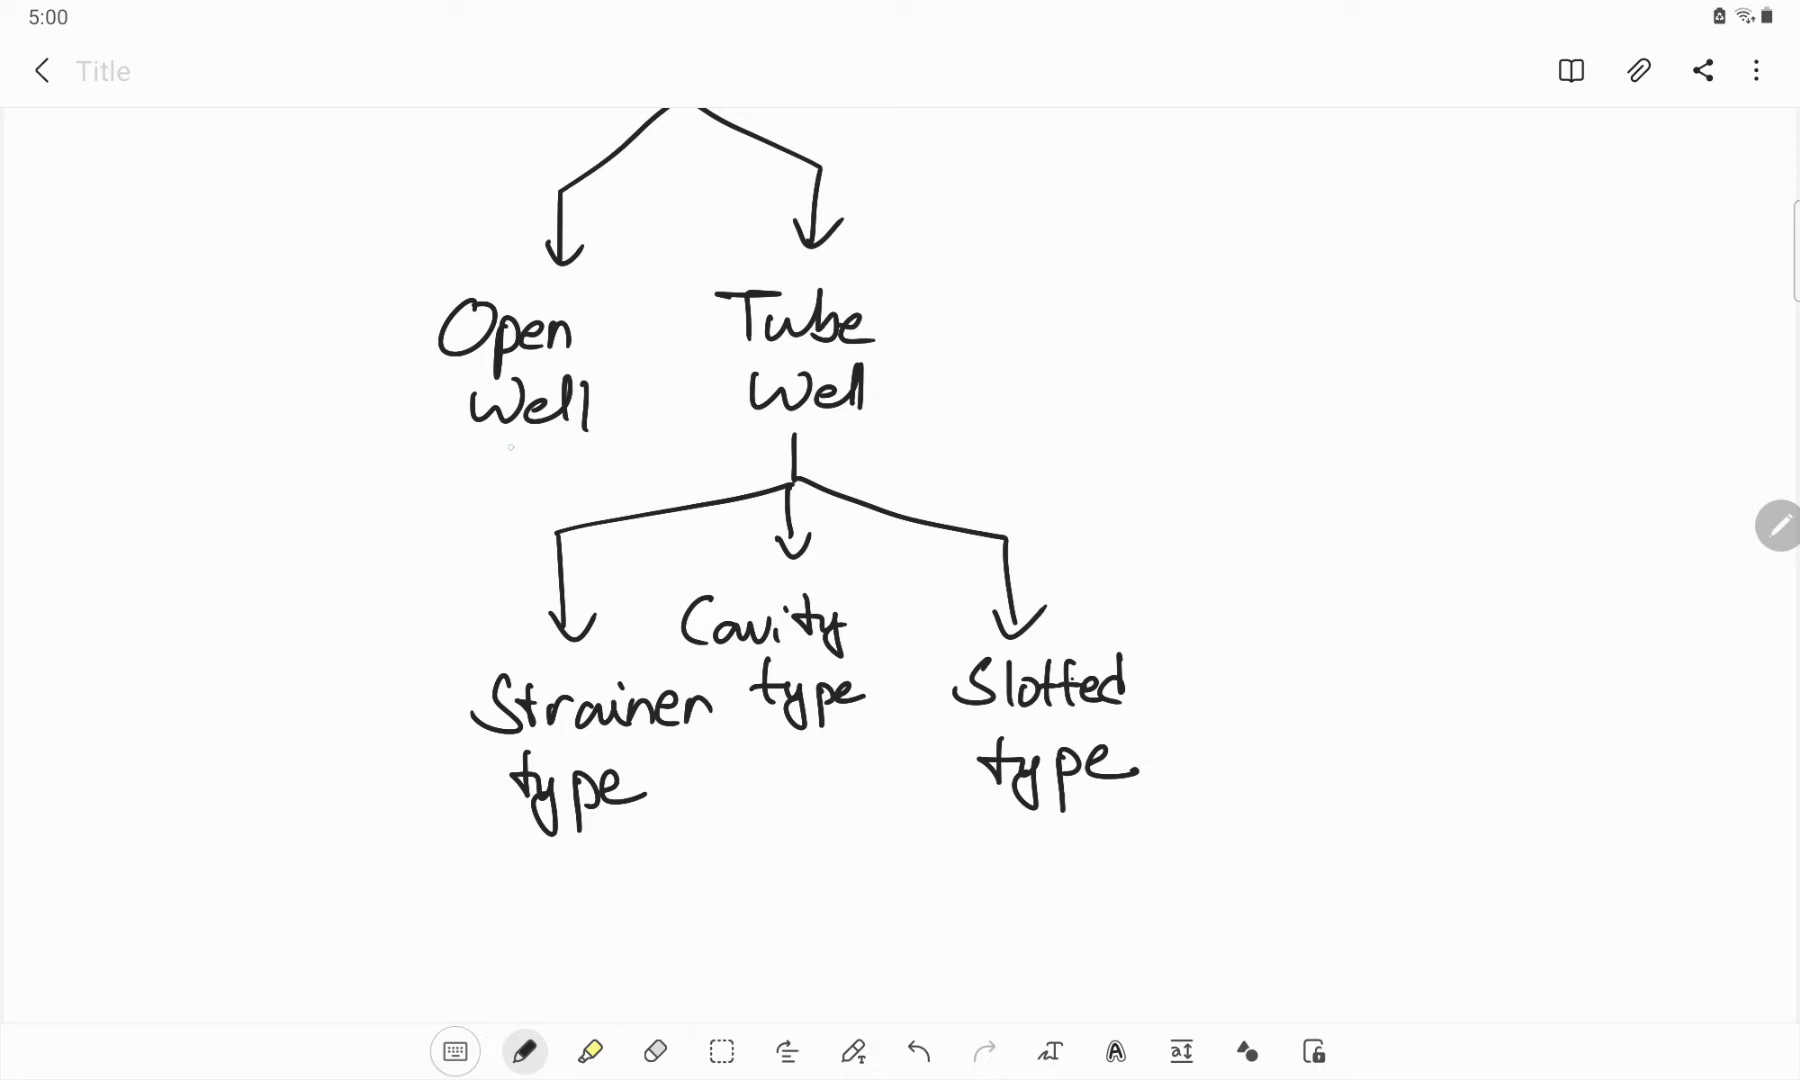 5:00
Title
Open
Well
Tube
Well
Cavity
type
Strainer
type
Slotted
type